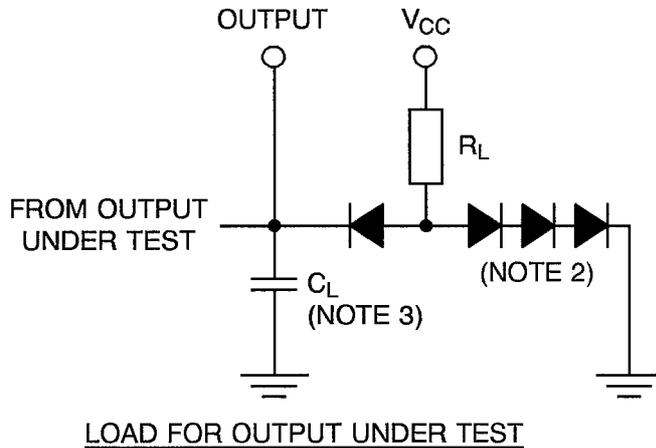 OUTPUT
VCC
RL
FROM OUTPUT
UNDER TEST
(NOTE 2)
CL
(NOTE 3)
LOAD FOR OUTPUT UNDER TEST